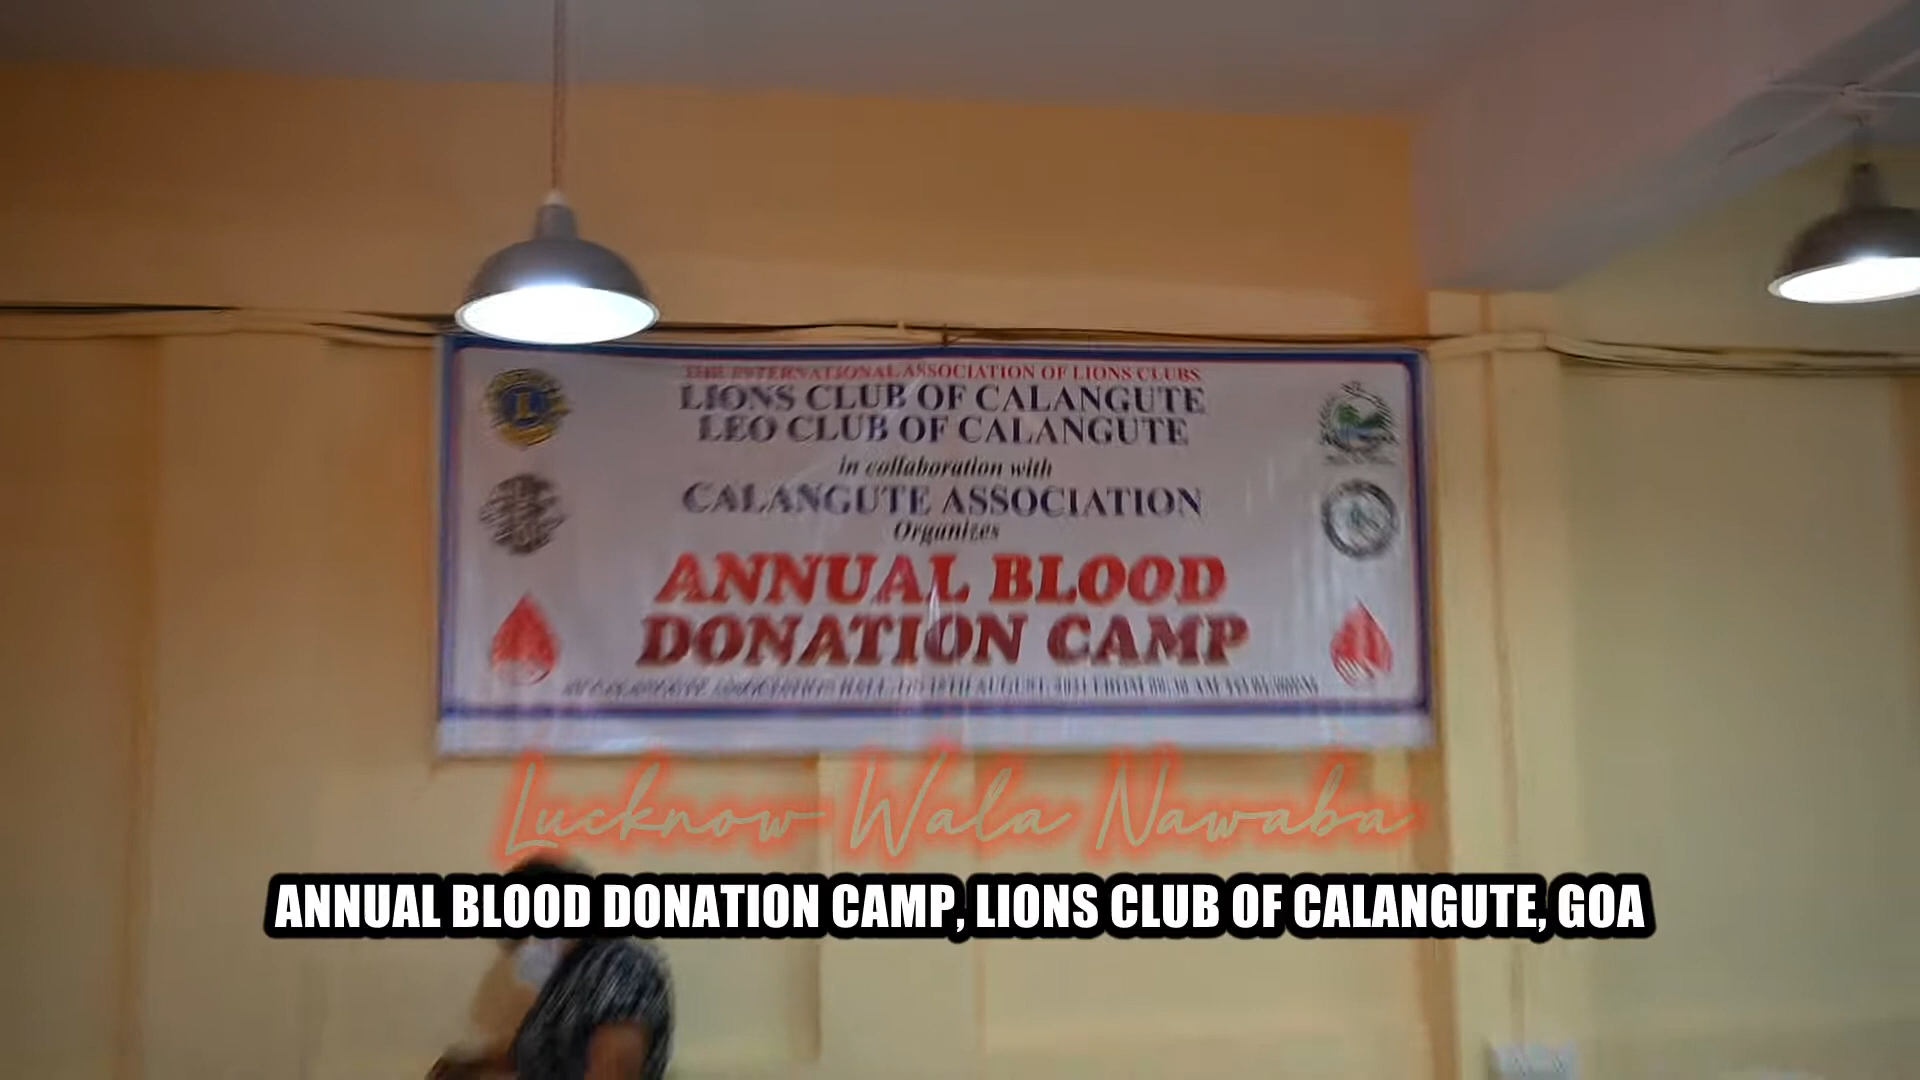 THE INTERNATIONAL ASSOCIATION OF LIONS CLUBS
LIONS CLUB OF CALANGUTE
LEO CLUB OF CALANGUTE
in collaboration with
CALANGUTE ASSOCIATION
Organizes
ANNUAL BLOOD
DONATION CAMP
Lucknow Wala Nawaba
ANNUAL BLOOD DONATION CAMP, LIONS CLUB OF CALANGUTE, GOA